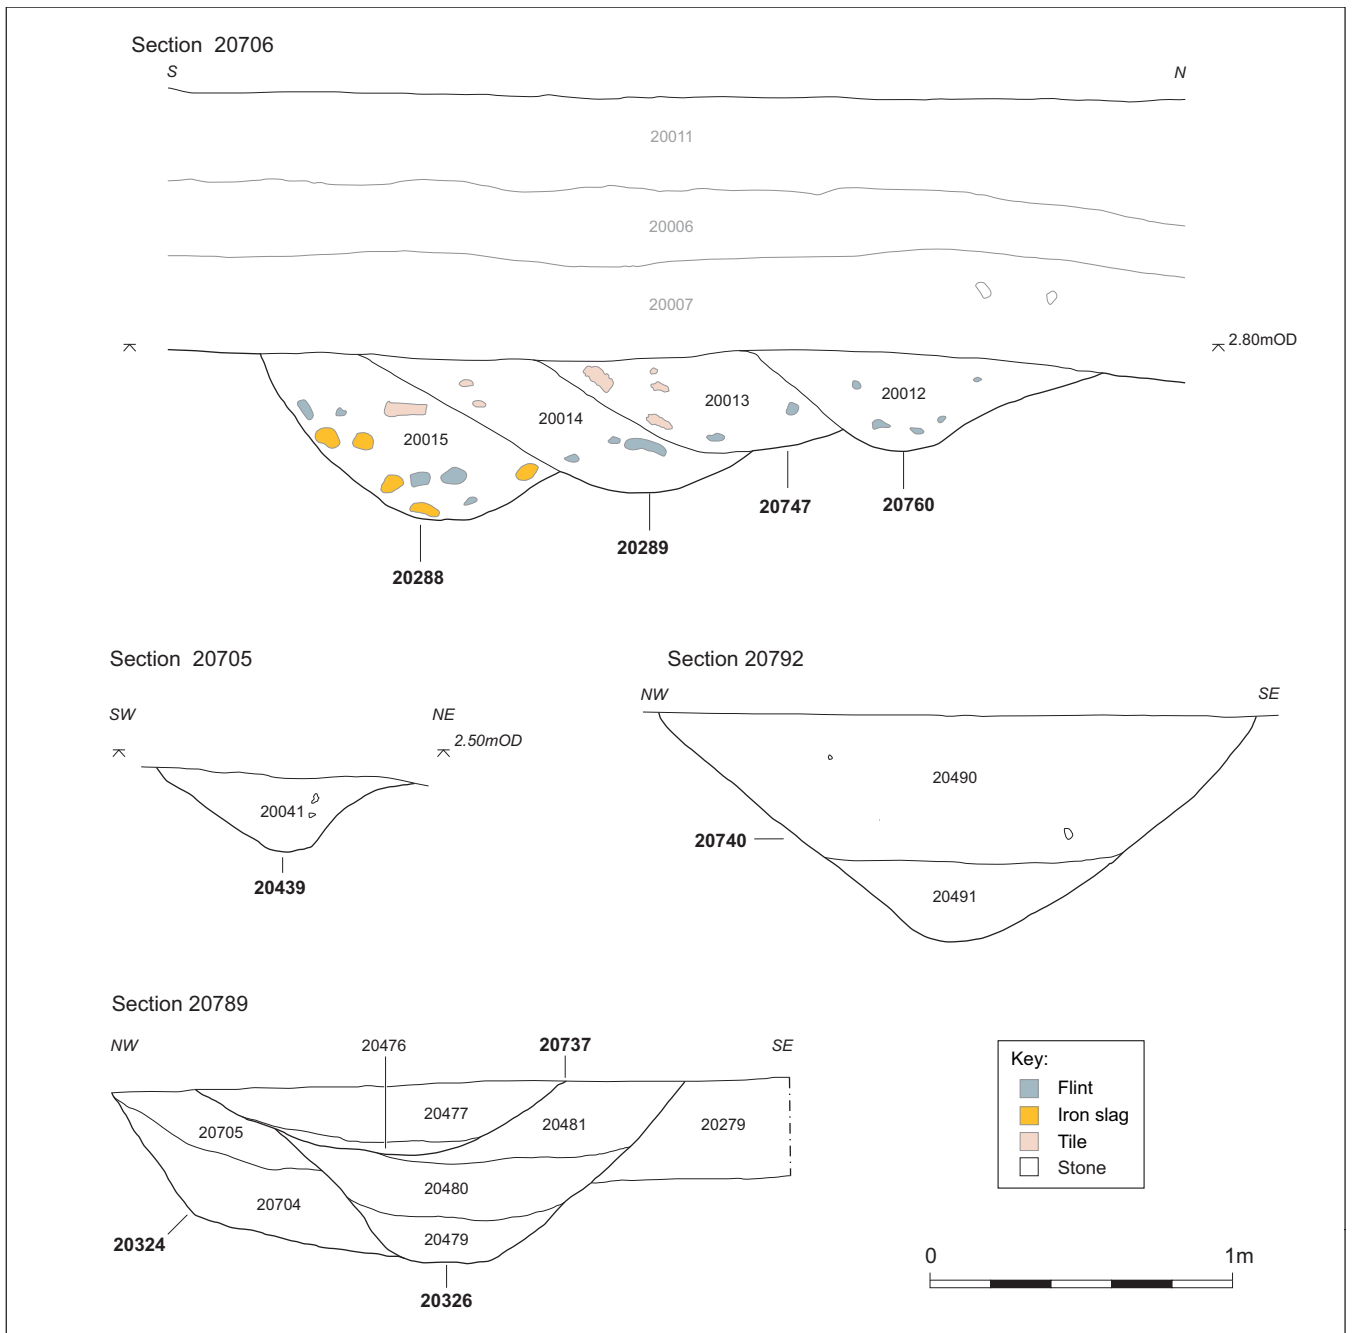 Section 20706
S N
20011
20006
20007
2.80mOD
20012
20013
20014
20015
20747
20760
20289
20288
Section 20705
SW NE
2.50mOD
20041
20439
Section 20792
NW SE
20490
20740
20491
Section 20789
NW 20476 20737 SE
20477
20481 20279
20705
20480
20704
20479
20324
20326
Key:
Flint
Iron slag
Tile
Stone
0 1m